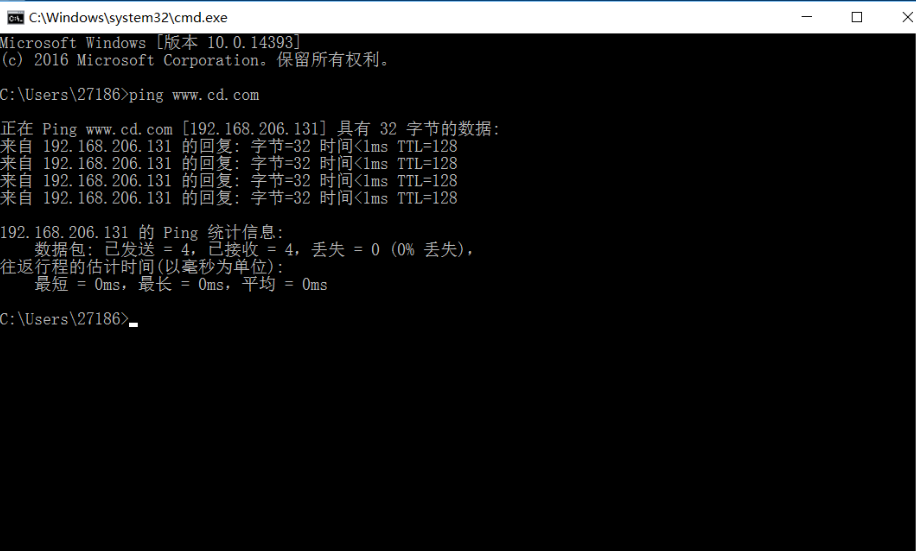 C:\Windows\system32\cmd.exe
Microsoft Windows [版本 10.0.14393]
(c) 2016 Microsoft Corporation。保留所有权利。
C:\Users\27186>ping www.cd.com
正在 Ping www.cd.com [192.168.206.131] 具有 32 字节的数据:
来自 192.168.206.131 的回复: 字节=32 时间<1ms TTL=128
来自 192.168.206.131 的回复: 字节=32 时间<1ms TTL=128
来自 192.168.206.131 的回复: 字节=32 时间<1ms TTL=128
来自 192.168.206.131 的回复: 字节=32 时间<1ms TTL=128
192.168.206.131 的 Ping 统计信息:
数据包: 已发送 = 4，已接收 = 4，丢失 = 0 (0% 丢失)，
往返行程的估计时间(以毫秒为单位):
最短 = 0ms，最长 = 0ms，平均 = 0ms
C:\Users\27186>